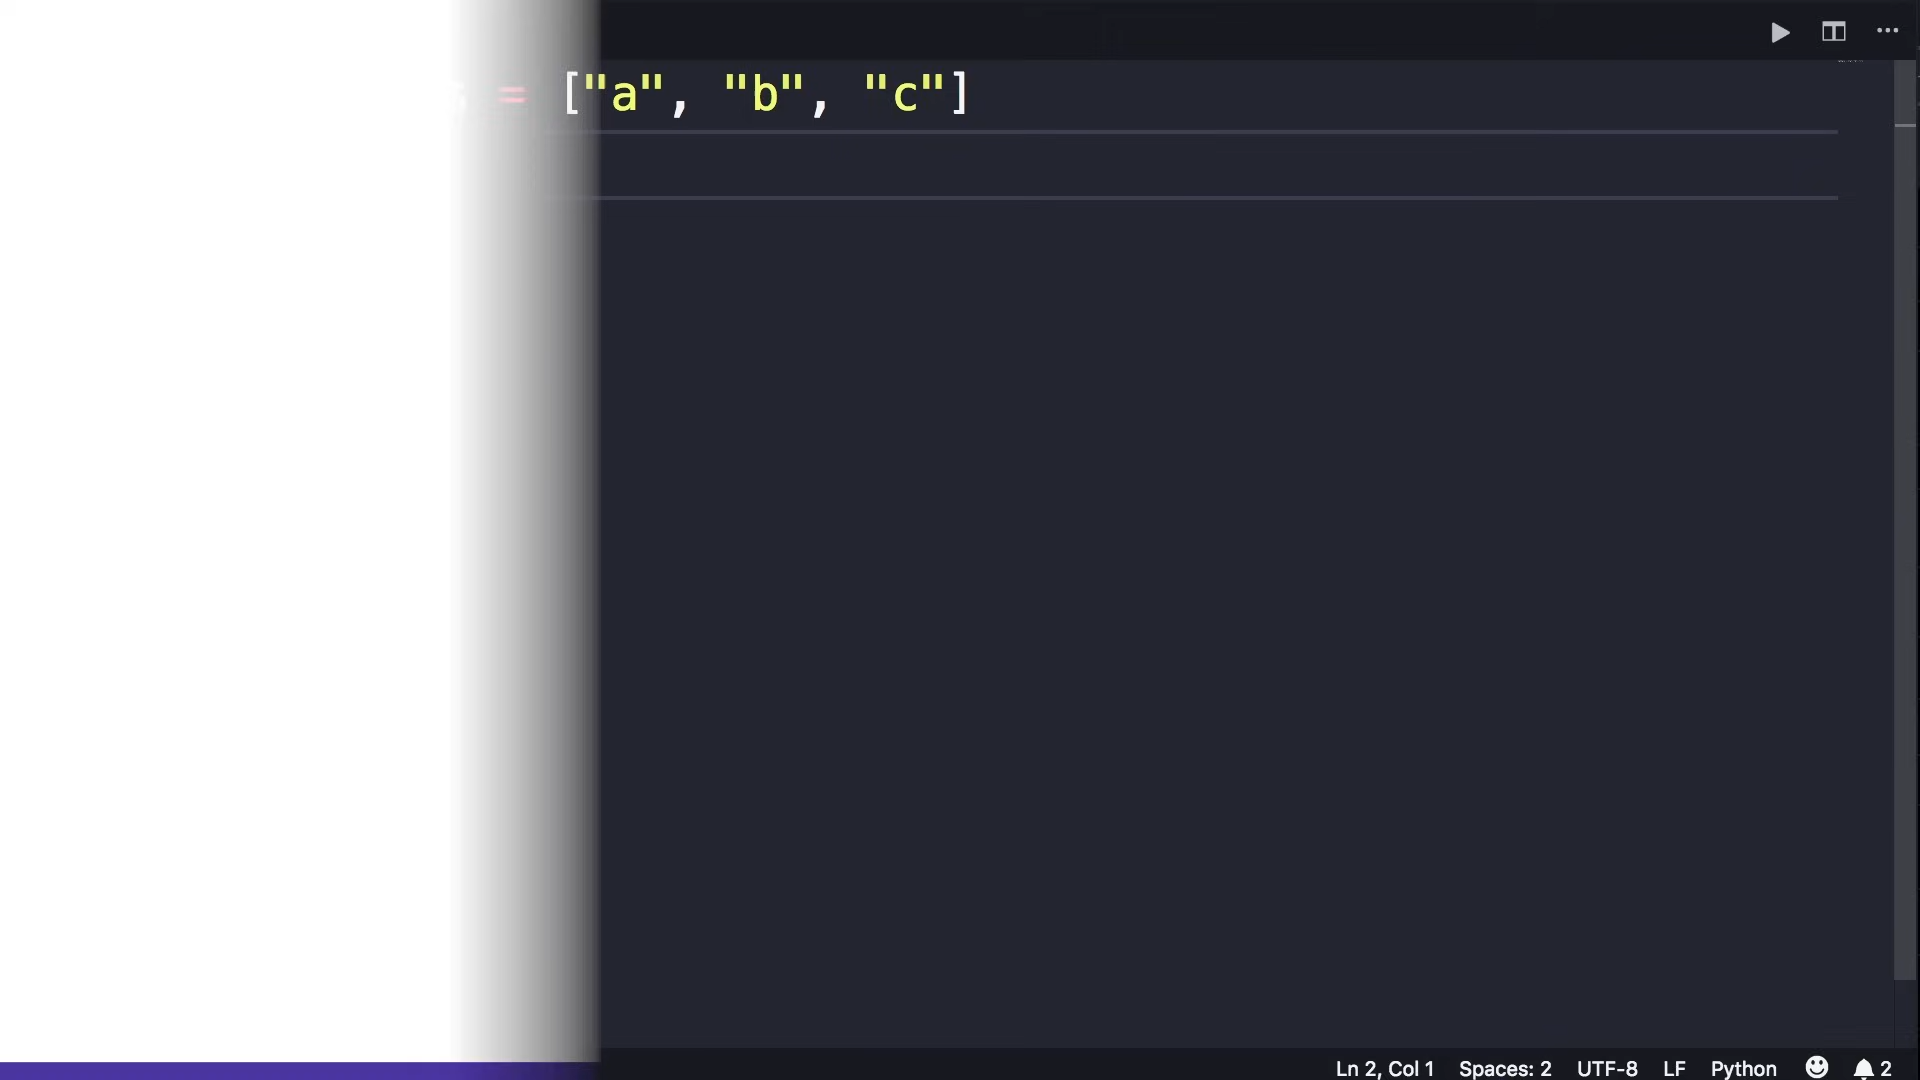 = ["a", "b", "c"]
Ln 2, Col 1 Spaces: 2 UTF-8 LF Python 2